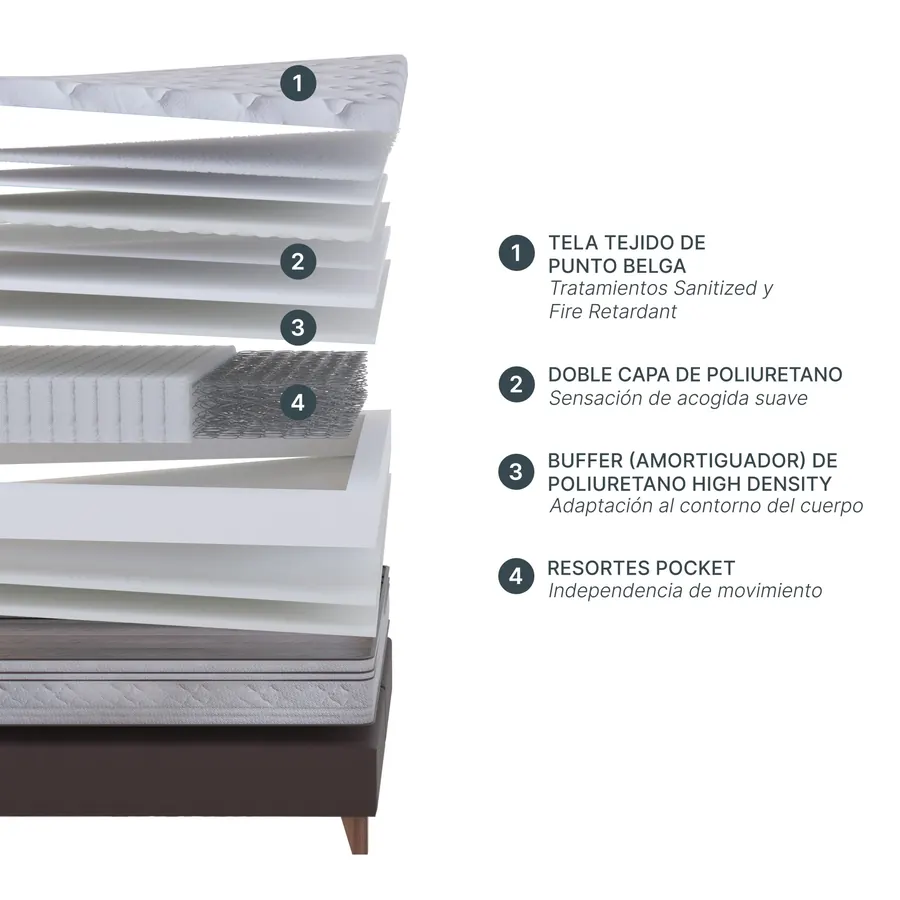 1
2
3
4
1 TELA TEJIDO DE
PUNTO BELGA
Tratamientos Sanitized y
Fire Retardant
2 DOBLE CAPA DE POLIURETANO
Sensación de acogida suave
3 BUFFER (AMORTIGUADOR) DE
POLIURETANO HIGH DENSITY
Adaptación al contorno del cuerpo
4 RESORTES POCKET
Independencia de movimiento